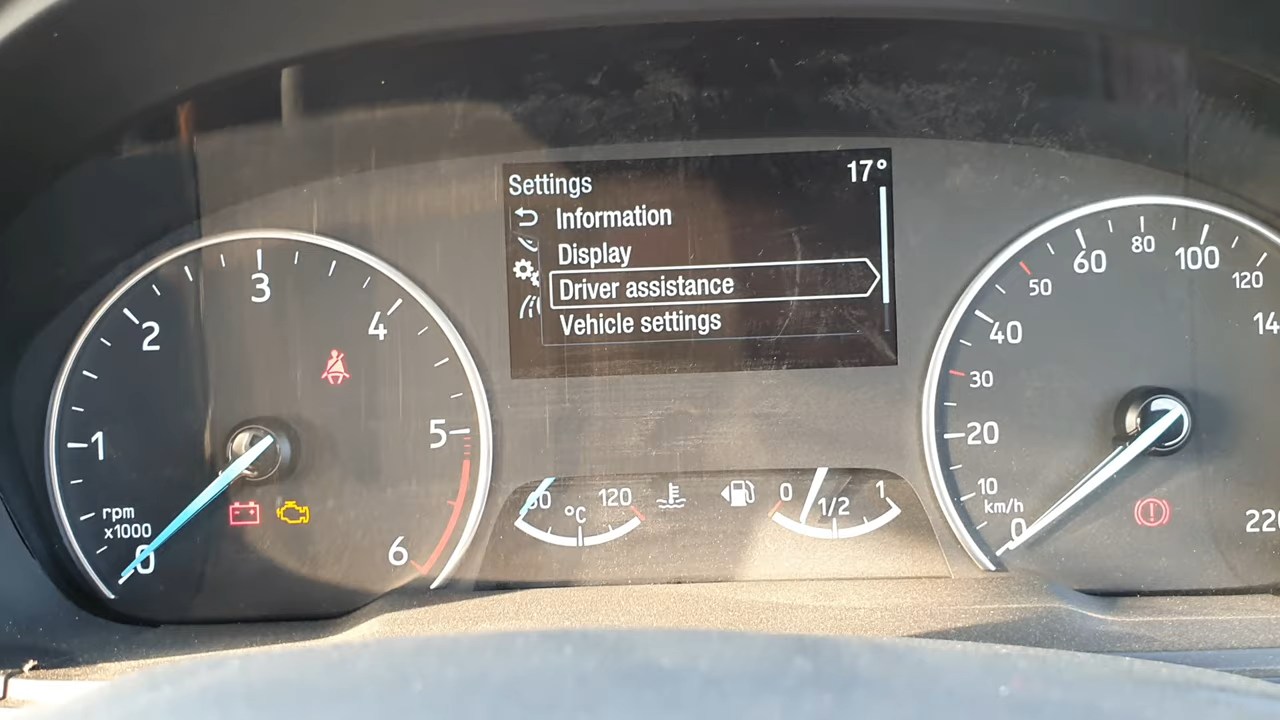 17°
Settings
Information
Display
Driver assistance
Vehicle settings
0
1
2
3
4
5
6
rpm
x1000
120
°C
0
1/2
1
0
10
20
30
40
50
60
80
100
120
220
km/h